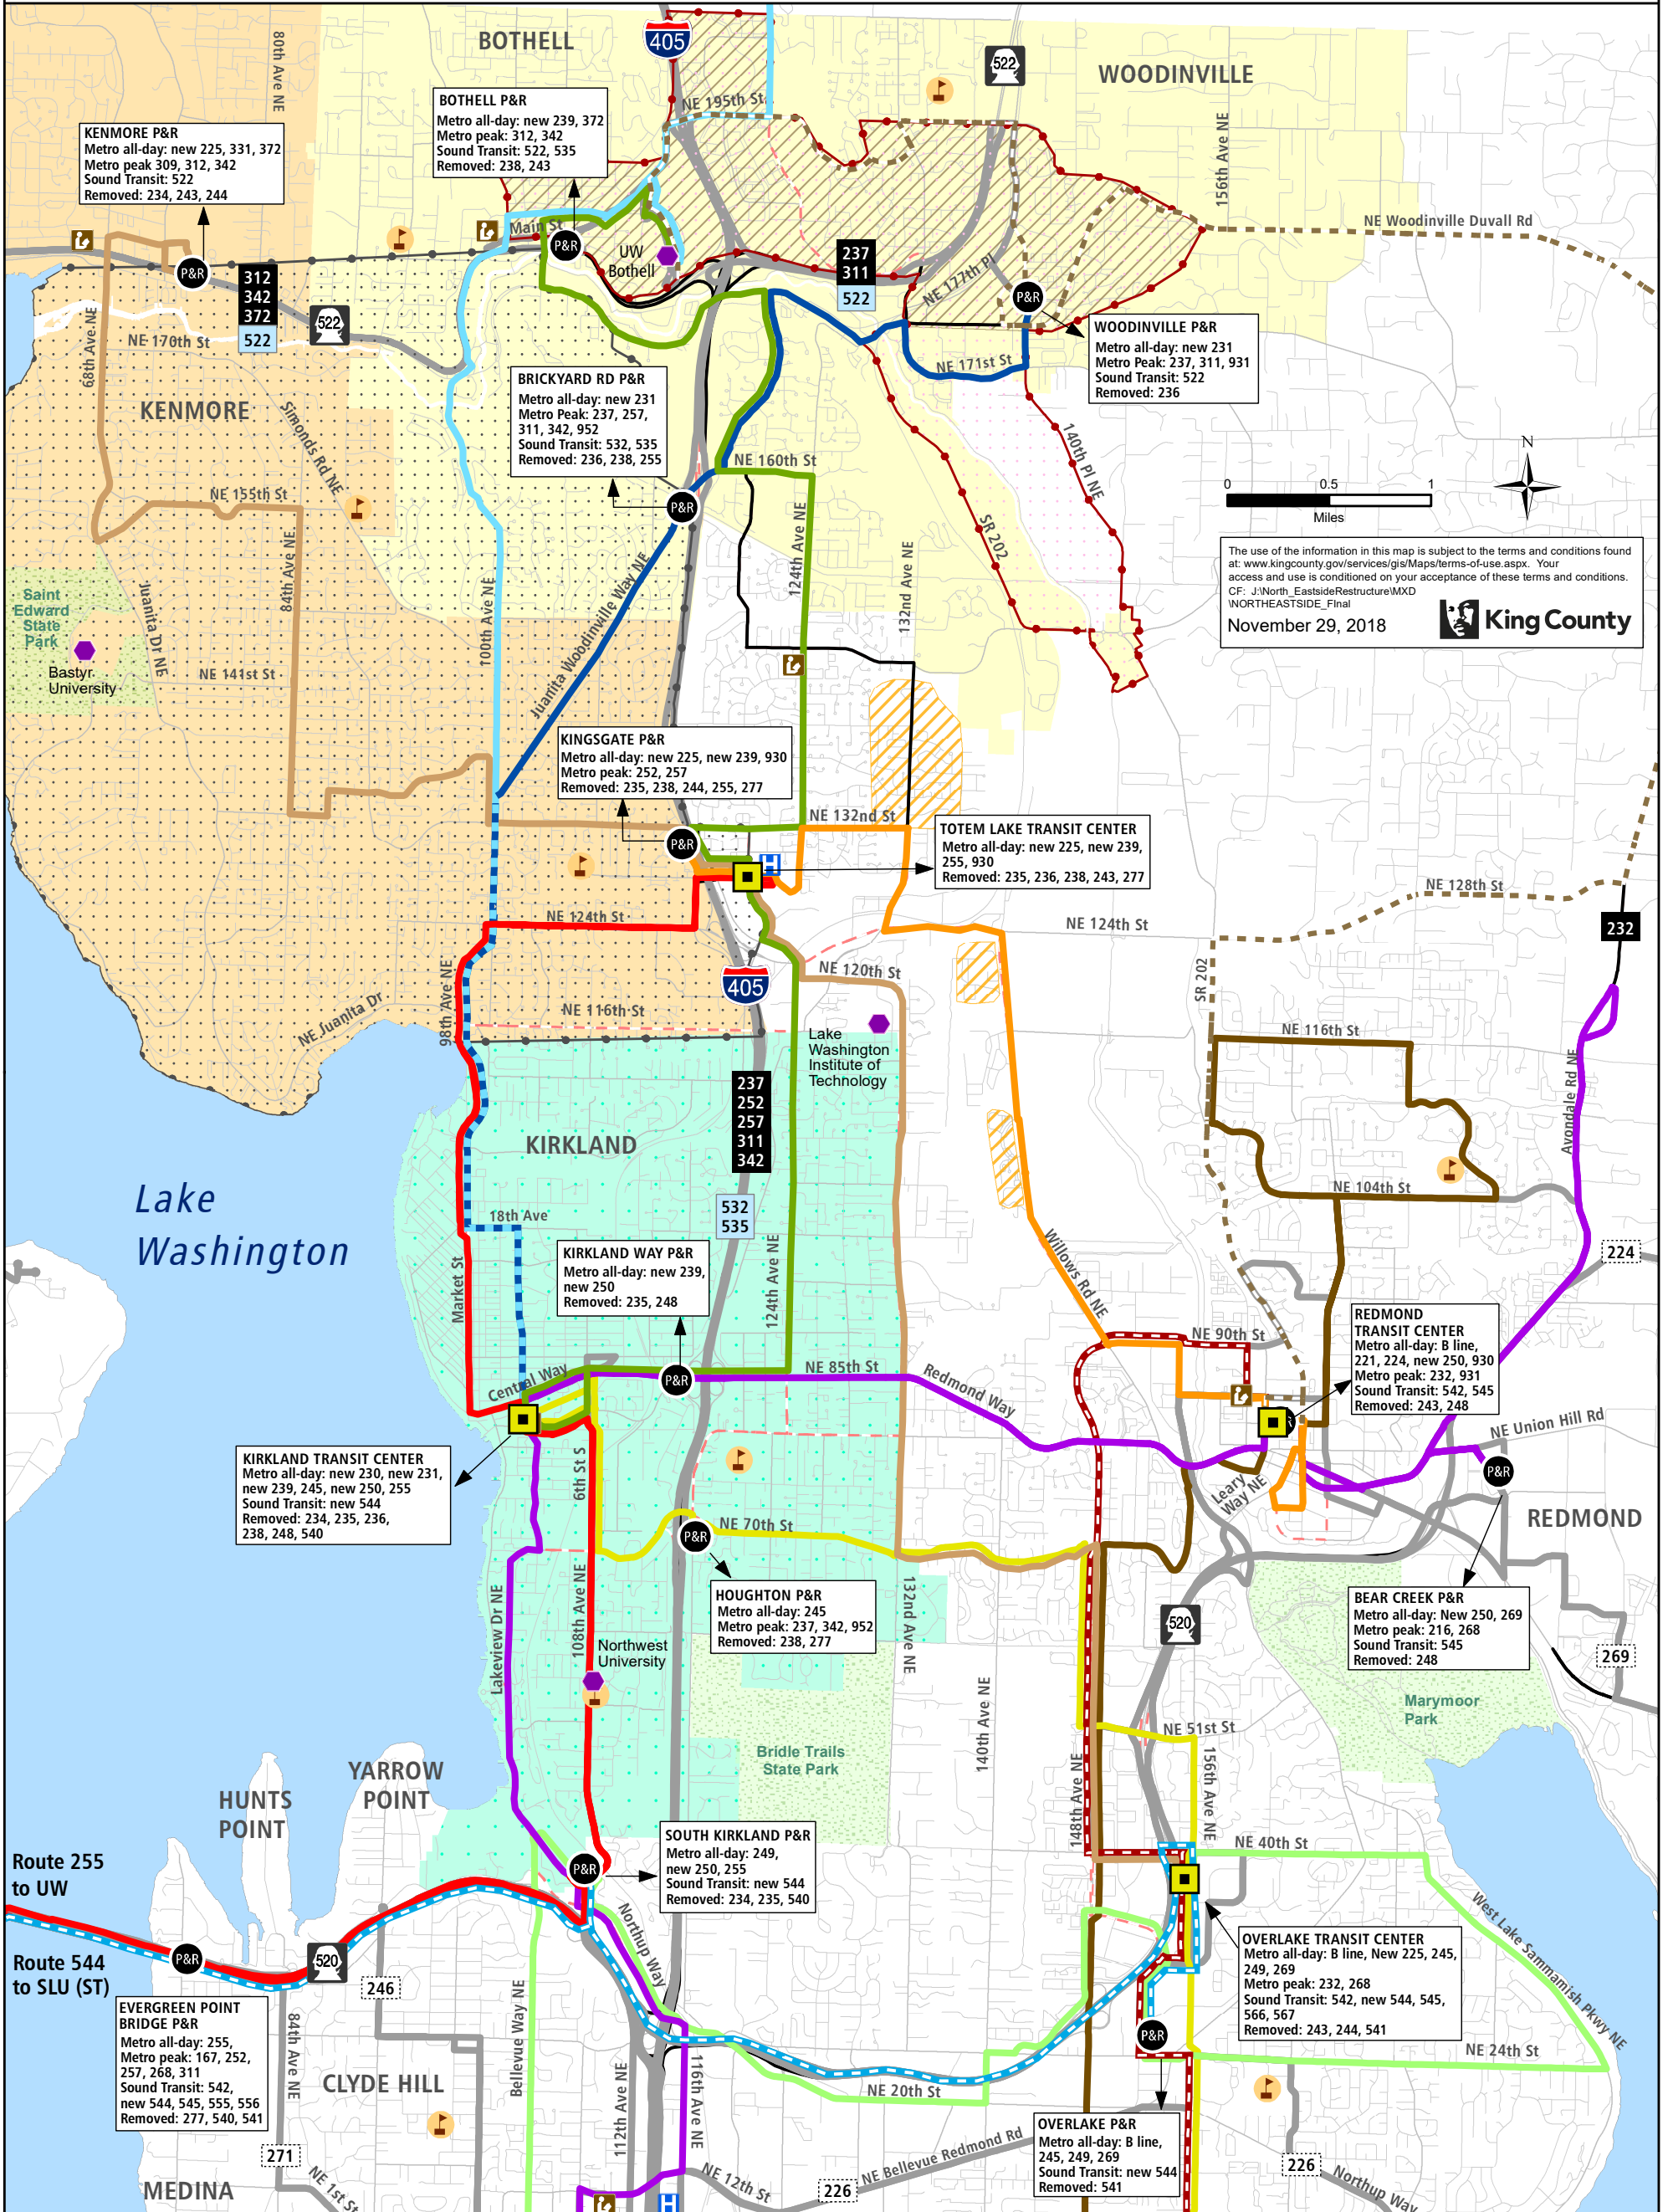 BOTHELL
405
522
WOODINVILLE
80th Ave NE
NE 195th St.
156th Ave NE
KENMORE P&R
Metro all-day: new 225, 331, 372
Metro peak 309, 312, 342
Sound Transit: 522
Removed: 234, 243, 244
BOTHELL P&R
Metro all-day: new 239, 372
Metro peak: 312, 342
Sound Transit: 522, 535
Removed: 238, 243
NE Woodinville Duvall Rd
Main St
P&R
UW
Bothell
237
311
522
NE 177th Pl
P&R
P&R
312
342
372
522
522
68th Ave NE
NE 170th St
WOODINVILLE P&R
Metro all-day: new 231
Metro Peak: 237, 311, 931
Sound Transit: 522
Removed: 236
NE 171st St
BRICKYARD RD P&R
Metro all-day: new 231
Metro Peak: 237, 257,
311, 342, 952
Sound Transit: 532, 535
Removed: 236, 238, 255
KENMORE
Simonds Rd NE
140th Pl NE
N
NE 160th St
0 0.5 1
Miles
NE 155th St
P&R
124th Ave NE
SR 202
132nd Ave NE
84th Ave NE
The use of the information in this map is subject to the terms and conditions found
at: www.kingcounty.gov/services/gis/Maps/terms-of-use.aspx. Your
access and use is conditioned on your acceptance of these terms and conditions.
CF: J:\North_EastsideRestructure\MXD
\NORTHEASTSIDE_FInal
November 29, 2018
King County
Saint
Edward
State
Park
Bastyr
University
Juanita Dr NE
NE 141st St
100th Ave NE
Juanita Woodinville Way NE
KINGSGATE P&R
Metro all-day: new 225, new 239, 930
Metro peak: 252, 257
Removed: 235, 238, 244, 255, 277
NE 132nd St
P&R
H
TOTEM LAKE TRANSIT CENTER
Metro all-day: new 225, new 239,
255, 930
Removed: 235, 236, 238, 243, 277
NE 128th St
NE 124th St
NE 124th St
232
98th Ave NE
NE 120th St
405
SR 202
NE Juanita Dr
NE 116th St
NE 116th St
Lake
Washington
Institute of
Technology
Avondale Rd NE
237
252
257
311
342
KIRKLAND
532
535
NE 104th St
Lake
Washington
18th Ave
Market St
KIRKLAND WAY P&R
Metro all-day: new 239,
new 250
Removed: 235, 248
124th Ave NE
Willows Rd NE
224
NE 90th St
REDMOND
TRANSIT CENTER
Metro all-day: B line,
221, 224, new 250, 930
Metro peak: 232, 931
Sound Transit: 542, 545
Removed: 243, 248
Central Way
P&R
NE 85th St
Redmond Way
NE Union Hill Rd
KIRKLAND TRANSIT CENTER
Metro all-day: new 230, new 231,
new 239, 245, new 250, 255
Sound Transit: new 544
Removed: 234, 235, 236,
238, 248, 540
6th St S
Leary
Way NE
P&R
REDMOND
P&R
NE 70th St
Lakeview Dr NE
108th Ave NE
HOUGHTON P&R
Metro all-day: 245
Metro peak: 237, 342, 952
Removed: 238, 277
132nd Ave NE
520
BEAR CREEK P&R
Metro all-day: New 250, 269
Metro peak: 216, 268
Sound Transit: 545
Removed: 248
269
Northwest
University
Marymoor
Park
140th Ave NE
NE 51st St
Bridle Trails
State Park
148th Ave NE
156th Ave NE
YARROW
POINT
HUNTS
POINT
SOUTH KIRKLAND P&R
Metro all-day: 249,
new 250, 255
Sound Transit: new 544
Removed: 234, 235, 540
P&R
NE 40th St
Route 255
to UW
Northup Way
West Lake Sammamish Pkwy NE
P&R
520
Route 544
to SLU (ST)
246
OVERLAKE TRANSIT CENTER
Metro all-day: B line, New 225, 245,
249, 269
Metro peak: 232, 268
Sound Transit: 542, new 544, 545,
566, 567
Removed: 243, 244, 541
EVERGREEN POINT
BRIDGE P&R
Metro all-day: 255,
Metro peak: 167, 252,
257, 268, 311
Sound Transit: 542,
new 544, 545, 555, 556
Removed: 277, 540, 541
84th Ave NE
Bellevue Way NE
P&R
NE 24th St
CLYDE HILL
112th Ave NE
116th Ave NE
NE 20th St
OVERLAKE P&R
Metro all-day: B line,
245, 249, 269
Sound Transit: new 544
Removed: 541
271
NE Bellevue Redmond Rd
NE 12th St
226
226
Northup Way
MEDINA
NE 1st St
H